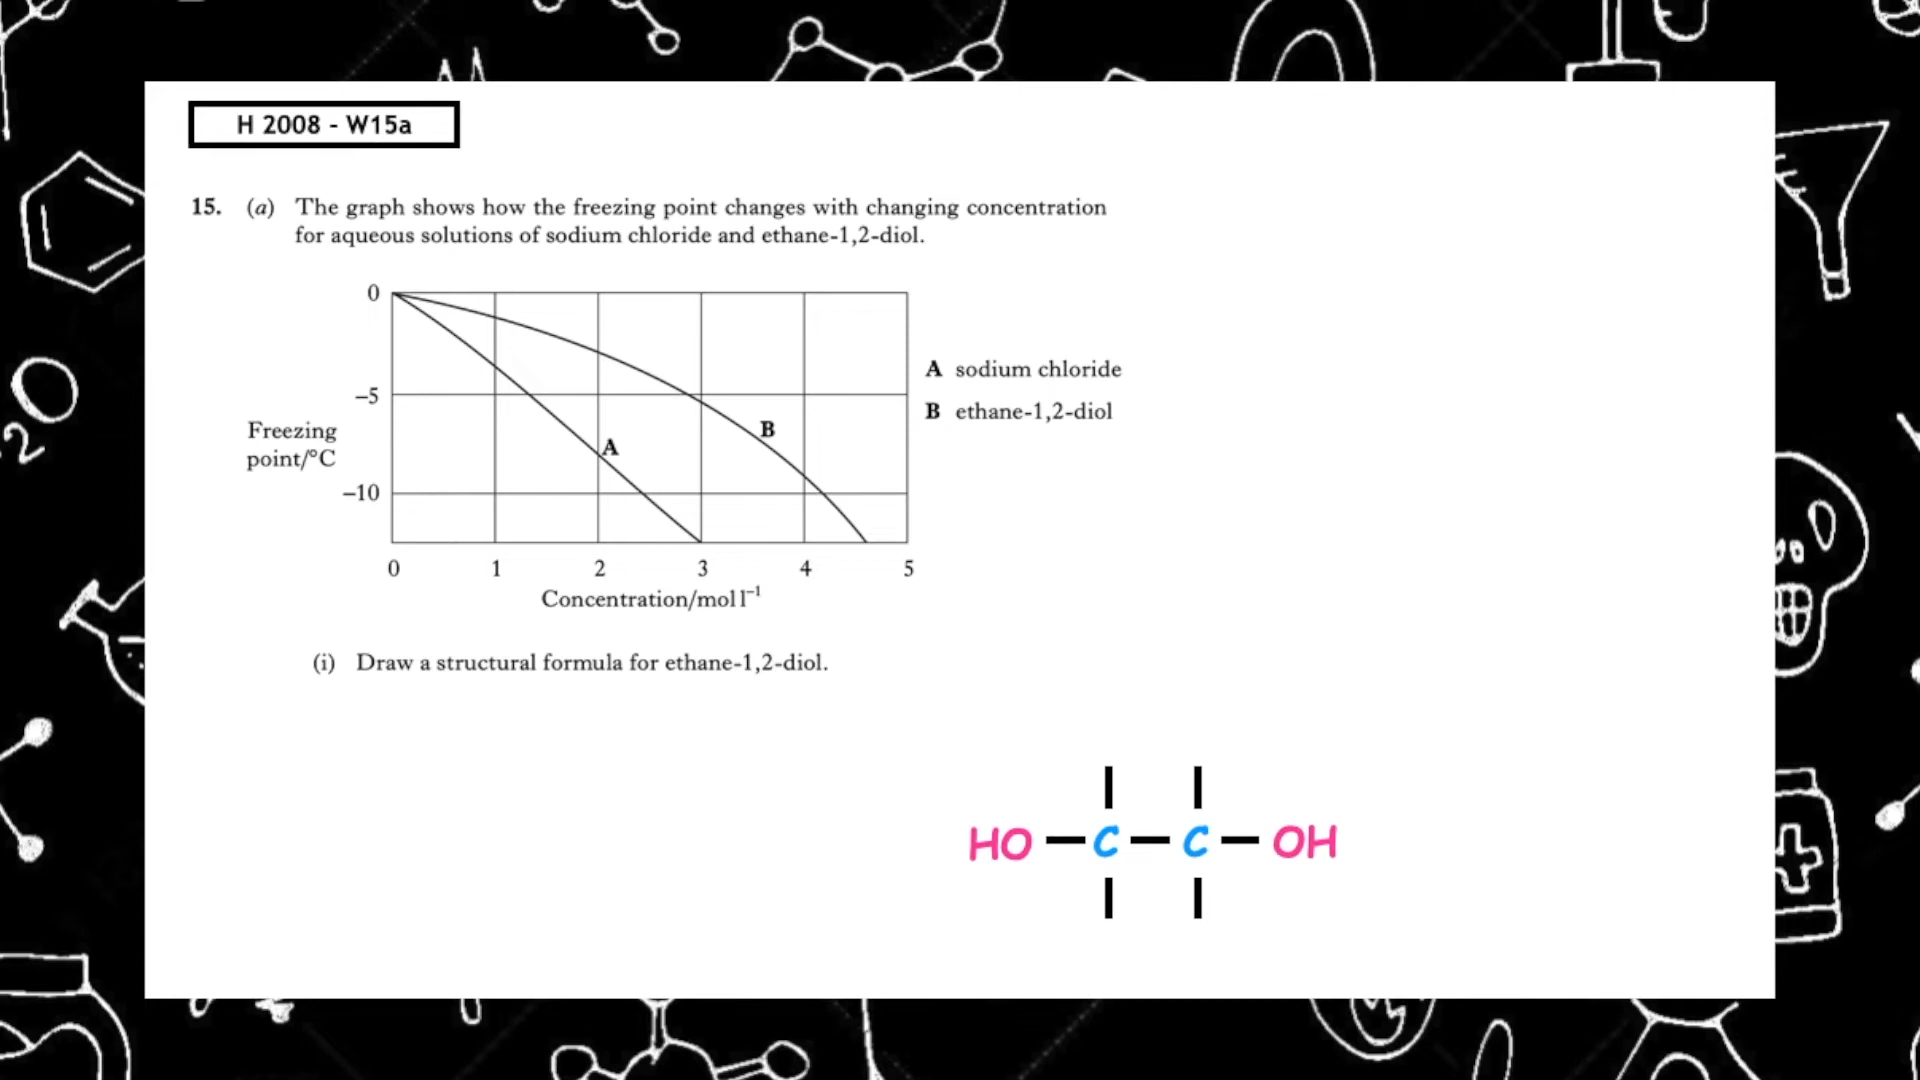 H 2008 - W15a
15. (a) The graph shows how the freezing point changes with changing concentration
for aqueous solutions of sodium chloride and ethane-1,2-diol.
0
–5
Freezing
point/°C
–10
A
B
A sodium chloride
B ethane-1,2-diol
0 1 2 3 4 5
Concentration/mol l⁻¹
(i) Draw a structural formula for ethane-1,2-diol.
HO C C OH
2O